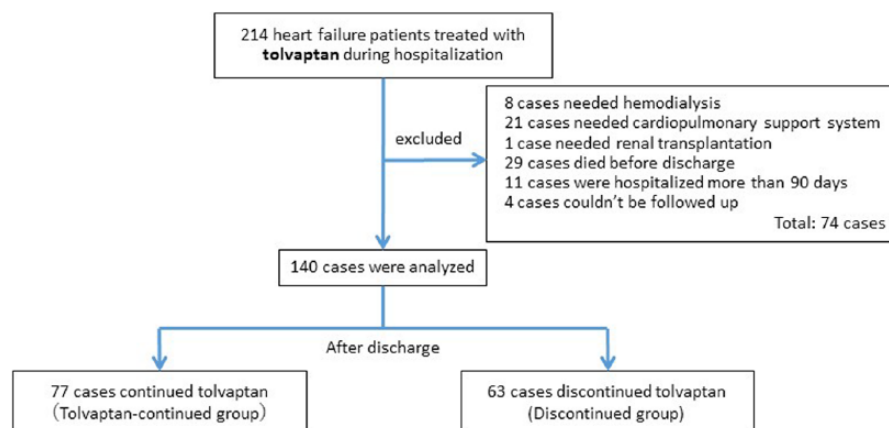 214 heart failure patients treated with
tolvaptan during hospitalization
excluded
8 cases needed hemodialysis
21 cases needed cardiopulmonary support system
1 case needed renal transplantation
29 cases died before discharge
11 cases were hospitalized more than 90 days
4 cases couldn’t be followed up
Total: 74 cases
140 cases were analyzed
After discharge
77 cases continued tolvaptan
（Tolvaptan-continued group)
63 cases discontinued tolvaptan
(Discontinued group)